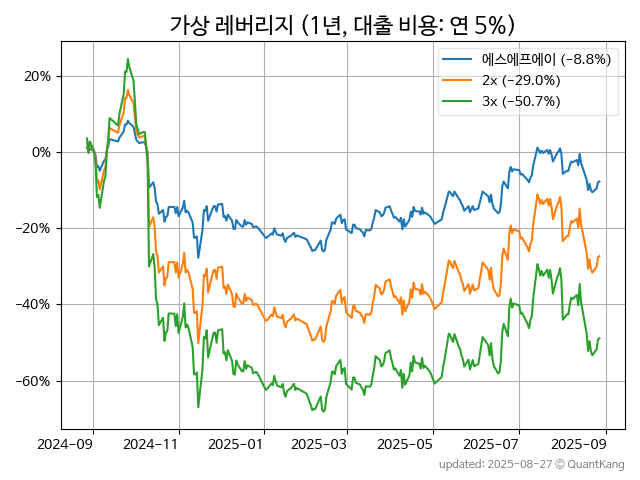 가상 레버리지 (1년, 대출 비용: 연 5%)
에스에프에이 (−8.8%)
2x (−29.0%)
3x (−50.7%)
20%
0%
−20%
−40%
−60%
2024-09 2024-11 2025-01 2025-03 2025-05 2025-07 2025-09
updated: 2025-08-27 © QuantKang